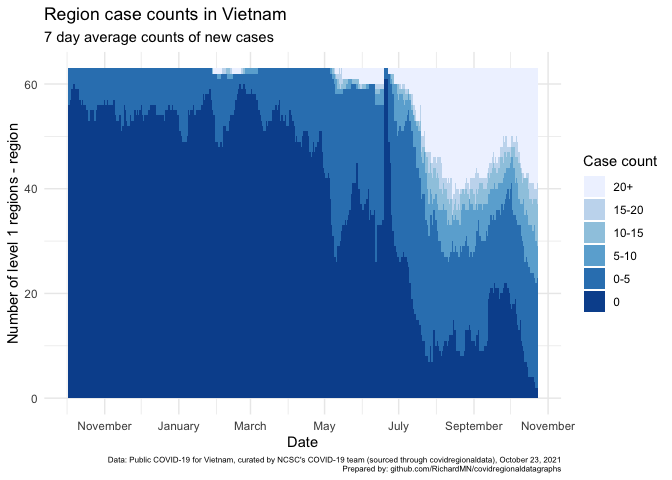 Region case counts in Vietnam
7 day average counts of new cases
Number of level 1 regions - region
60
40
20
0
November
January
March
May
July
September
November
Date
Case count
20+
15-20
10-15
5-10
0-5
0
Data: Public COVID-19 for Vietnam, curated by NCSC's COVID-19 team (sourced through covidregionaldata), October 23, 2021
Prepared by: github.com/RichardMN/covidregionaldatagraphs